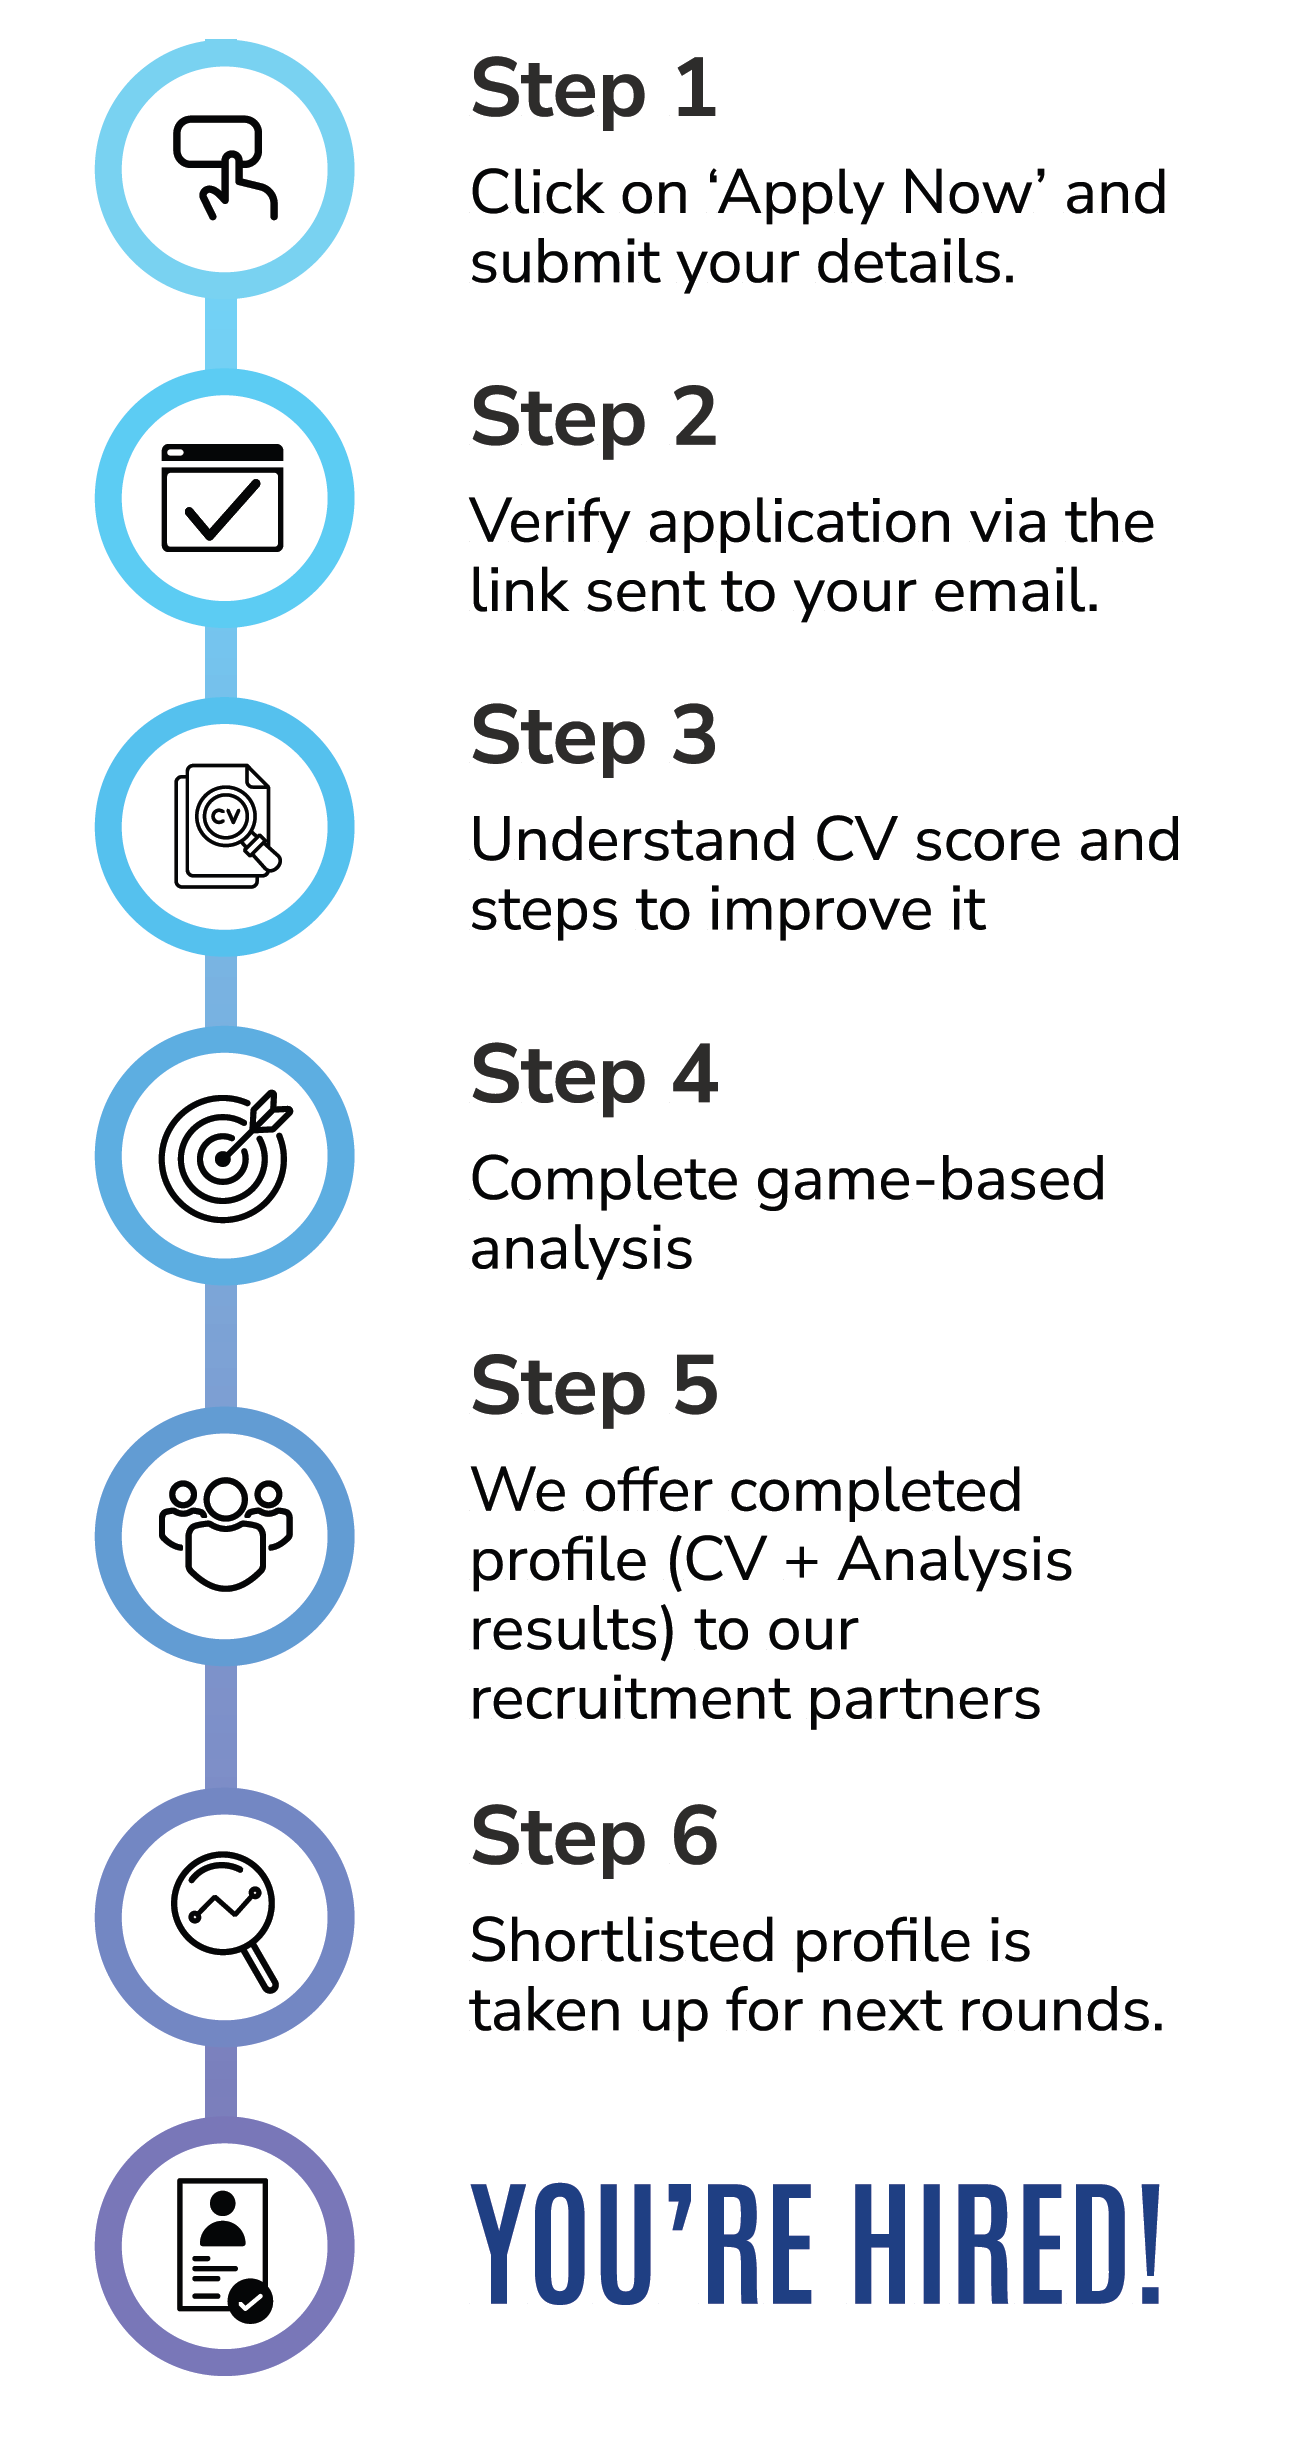 Step 1
Click on ‘Apply Now’ and
submit your details.
Step 2
Verify application via the
link sent to your email.
Step 3
CV
Understand CV score and
steps to improve it
Step 4
Complete game-based
analysis
Step 5
We offer completed
profile (CV + Analysis
results) to our
recruitment partners
Step 6
Shortlisted profile is
taken up for next rounds.
YOU’RE HIRED!